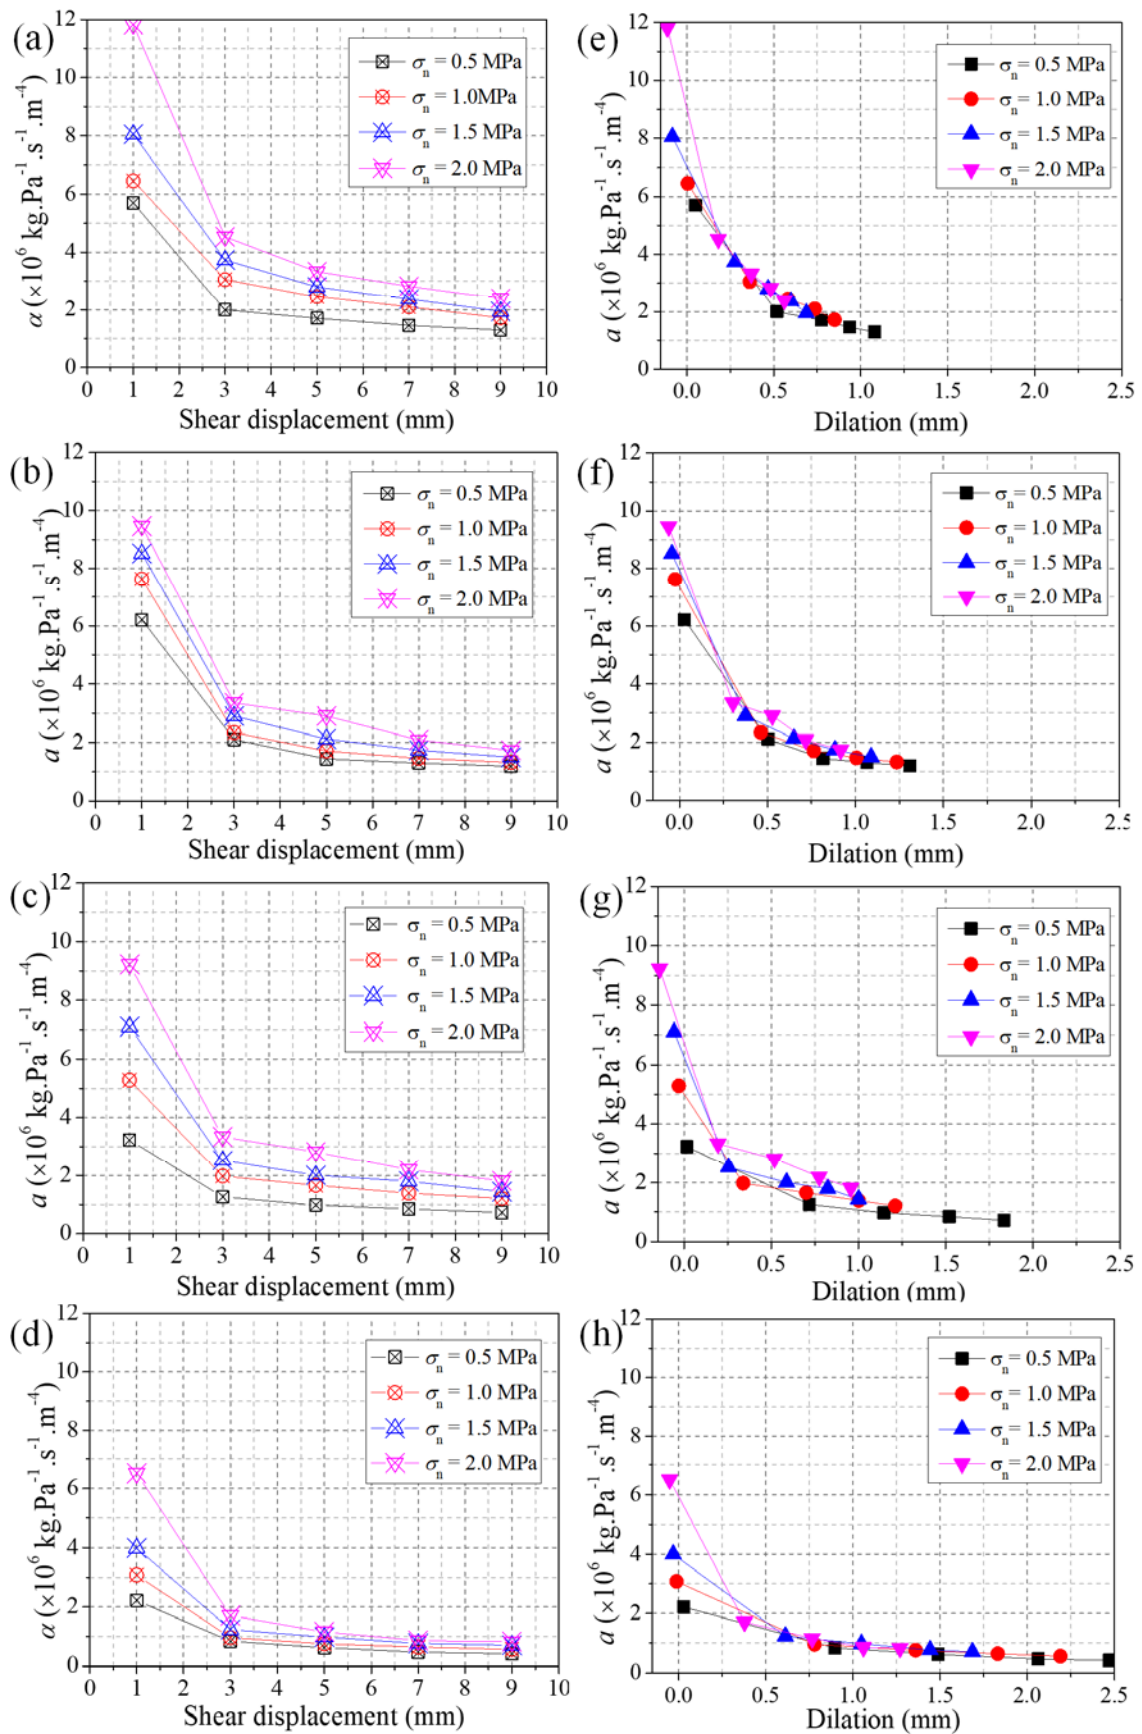 (a)
α (×10⁶ kg.Pa⁻¹.s⁻¹.m⁻⁴)
12
10
8
6
4
2
0
σn = 0.5 MPa
σn = 1.0MPa
σn = 1.5 MPa
σn = 2.0 MPa
0 1 2 3 4 5 6 7 8 9 10
Shear displacement (mm)
(e)
a (×10⁶ kg.Pa⁻¹.s⁻¹.m⁻⁴)
12
10
8
6
4
2
0
σn = 0.5 MPa
σn = 1.0 MPa
σn = 1.5 MPa
σn = 2.0 MPa
0.0 0.5 1.0 1.5 2.0 2.5
Dilation (mm)
(b)
a (×10⁶ kg.Pa⁻¹.s⁻¹.m⁻⁴)
12
10
8
6
4
2
0
σn = 0.5 MPa
σn = 1.0 MPa
σn = 1.5 MPa
σn = 2.0 MPa
0 1 2 3 4 5 6 7 8 9 10
Shear displacement (mm)
(f)
a (×10⁶ kg.Pa⁻¹.s⁻¹.m⁻⁴)
12
10
8
6
4
2
0
σn = 0.5 MPa
σn = 1.0 MPa
σn = 1.5 MPa
σn = 2.0 MPa
0.0 0.5 1.0 1.5 2.0 2.5
Dilation (mm)
(c)
a (×10⁶ kg.Pa⁻¹.s⁻¹.m⁻⁴)
12
10
8
6
4
2
0
σn = 0.5 MPa
σn = 1.0 MPa
σn = 1.5 MPa
σn = 2.0 MPa
0 1 2 3 4 5 6 7 8 9 10
Shear displacement (mm)
(g)
a (×10⁶ kg.Pa⁻¹.s⁻¹.m⁻⁴)
12
10
8
6
4
2
0
σn = 0.5 MPa
σn = 1.0 MPa
σn = 1.5 MPa
σn = 2.0 MPa
0.0 0.5 1.0 1.5 2.0 2.5
Dilation (mm)
(d)
α (×10⁶ kg.Pa⁻¹.s⁻¹.m⁻⁴)
12
10
8
6
4
2
0
σn = 0.5 MPa
σn = 1.0 MPa
σn = 1.5 MPa
σn = 2.0 MPa
0 1 2 3 4 5 6 7 8 9 10
Shear displacement (mm)
(h)
a (×10⁶ kg.Pa⁻¹.s⁻¹.m⁻⁴)
12
10
8
6
4
2
0
σn = 0.5 MPa
σn = 1.0 MPa
σn = 1.5 MPa
σn = 2.0 MPa
0.0 0.5 1.0 1.5 2.0 2.5
Dilation (mm)